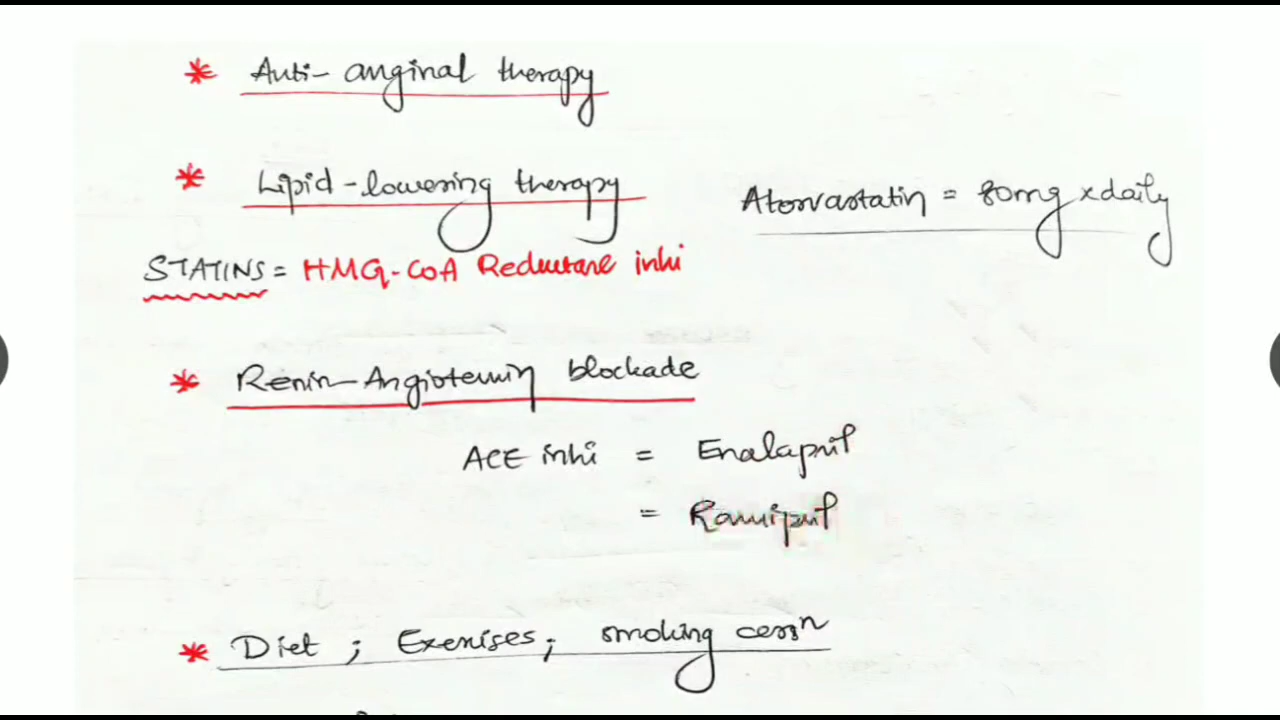 * Anti-anginal therapy
* Lipid-lowering therapy
Atorvastatin = 80mg x daily
STATINS = HMG-COA Reductase inhi
* Renin-Angiotensin blockade
ACE inhi = Enalapril
= Ramipril
* Diet ; Exercises ; smoking cessn